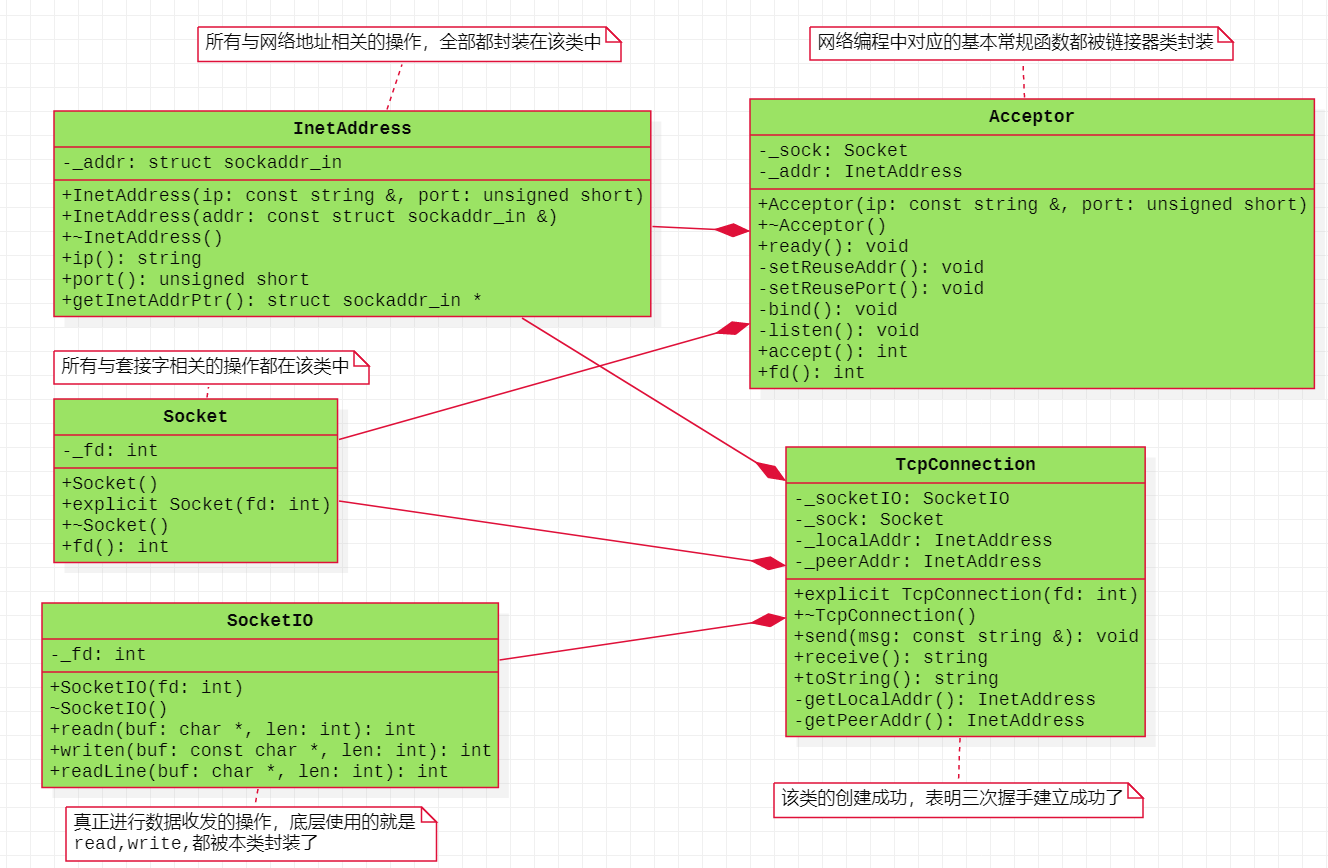 所有与网络地址相关的操作，全部都封装在该类中
InetAddress
-_addr: struct sockaddr_in
+InetAddress(ip: const string &, port: unsigned short)
+InetAddress(addr: const struct sockaddr_in &)
+~InetAddress()
+ip(): string
+port(): unsigned short
+getInetAddrPtr(): struct sockaddr_in *
网络编程中对应的基本常规函数都被链接器类封装
Acceptor
-_sock: Socket
-_addr: InetAddress
+Acceptor(ip: const string &, port: unsigned short)
+~Acceptor()
+ready(): void
-setReuseAddr(): void
-setReusePort(): void
-bind(): void
-listen(): void
+accept(): int
+fd(): int
所有与套接字相关的操作都在该类中
Socket
-_fd: int
+Socket()
+explicit Socket(fd: int)
+~Socket()
+fd(): int
TcpConnection
-_socketIO: SocketIO
-_sock: Socket
-_localAddr: InetAddress
-_peerAddr: InetAddress
+explicit TcpConnection(fd: int)
+~TcpConnection()
+send(msg: const string &): void
+receive(): string
+toString(): string
-getLocalAddr(): InetAddress
-getPeerAddr(): InetAddress
该类的创建成功，表明三次握手建立成功了
SocketIO
-_fd: int
+SocketIO(fd: int)
~SocketIO()
+readn(buf: char *, len: int): int
+writen(buf: const char *, len: int): int
+readLine(buf: char *, len: int): int
真正进行数据收发的操作，底层使用的就是
read,write,都被本类封装了